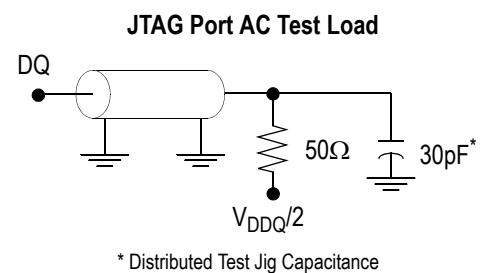 JTAG Port AC Test Load
DQ
50Ω
30pF*
VDDQ/2
* Distributed Test Jig Capacitance